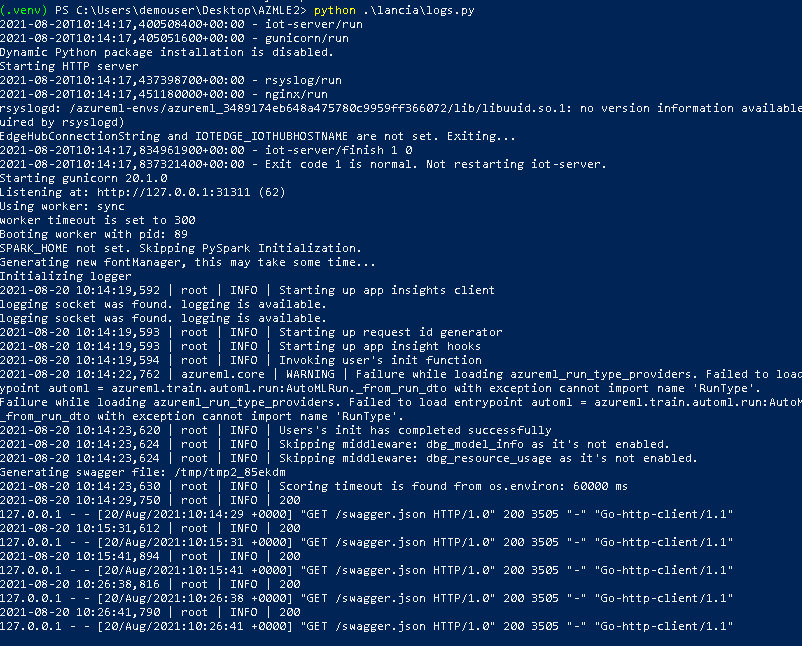 (.venv) PS C:\Users\demouser\Desktop\AZMLE2> python .\lancia\logs.py
2021-08-20T10:14:17,400508400+00:00 - iot-server/run
2021-08-20T10:14:17,405051600+00:00 - gunicorn/run
Dynamic Python package installation is disabled.
Starting HTTP server
2021-08-20T10:14:17,437398700+00:00 - rsyslog/run
2021-08-20T10:14:17,451180000+00:00 - nginx/run
rsyslogd: /azureml-envs/azureml_3489174eb648a475780c9959ff366072/lib/libuuid.so.1: no version information available
uired by rsyslogd)
EdgeHubConnectionString and IOTEDGE_IOTHUBHOSTNAME are not set. Exiting...
2021-08-20T10:14:17,834961900+00:00 - iot-server/finish 1 0
2021-08-20T10:14:17,837321400+00:00 - Exit code 1 is normal. Not restarting iot-server.
Starting gunicorn 20.1.0
Listening at: http://127.0.0.1:31311 (62)
Using worker: sync
worker timeout is set to 300
Booting worker with pid: 89
SPARK_HOME not set. Skipping PySpark Initialization.
Generating new fontManager, this may take some time...
Initializing logger
2021-08-20 10:14:19,592 | root | INFO | Starting up app insights client
logging socket was found. logging is available.
logging socket was found. logging is available.
2021-08-20 10:14:19,593 | root | INFO | Starting up request id generator
2021-08-20 10:14:19,593 | root | INFO | Starting up app insight hooks
2021-08-20 10:14:19,594 | root | INFO | Invoking user's init function
2021-08-20 10:14:22,762 | azureml.core | WARNING | Failure while loading azureml_run_type_providers. Failed to load
ypoint automl = azureml.train.automl.run:AutoMLRun._from_run_dto with exception cannot import name 'RunType'.
Failure while loading azureml_run_type_providers. Failed to load entrypoint automl = azureml.train.automl.run:AutoM
_from_run_dto with exception cannot import name 'RunType'.
2021-08-20 10:14:23,620 | root | INFO | Users's init has completed successfully
2021-08-20 10:14:23,624 | root | INFO | Skipping middleware: dbg_model_info as it's not enabled.
2021-08-20 10:14:23,624 | root | INFO | Skipping middleware: dbg_resource_usage as it's not enabled.
Generating swagger file: /tmp/tmp2_85ekdm
2021-08-20 10:14:23,630 | root | INFO | Scoring timeout is found from os.environ: 60000 ms
2021-08-20 10:14:29,750 | root | INFO | 200
127.0.0.1 - - [20/Aug/2021:10:14:29 +0000] "GET /swagger.json HTTP/1.0" 200 3505 "-" "Go-http-client/1.1"
2021-08-20 10:15:31,612 | root | INFO | 200
127.0.0.1 - - [20/Aug/2021:10:15:31 +0000] "GET /swagger.json HTTP/1.0" 200 3505 "-" "Go-http-client/1.1"
2021-08-20 10:15:41,894 | root | INFO | 200
127.0.0.1 - - [20/Aug/2021:10:15:41 +0000] "GET /swagger.json HTTP/1.0" 200 3505 "-" "Go-http-client/1.1"
2021-08-20 10:26:38,816 | root | INFO | 200
127.0.0.1 - - [20/Aug/2021:10:26:38 +0000] "GET /swagger.json HTTP/1.0" 200 3505 "-" "Go-http-client/1.1"
2021-08-20 10:26:41,790 | root | INFO | 200
127.0.0.1 - - [20/Aug/2021:10:26:41 +0000] "GET /swagger.json HTTP/1.0" 200 3505 "-" "Go-http-client/1.1"